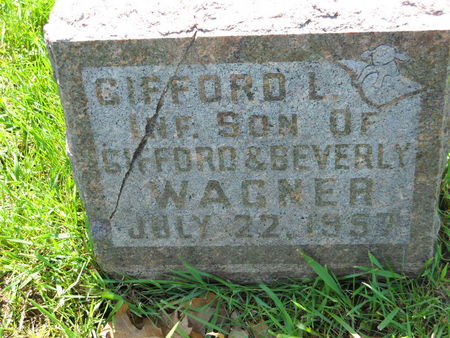 GIFFORD L.
INF. SON OF
GIFFORD & BEVERLY
WAGNER
JULY 22, 1957